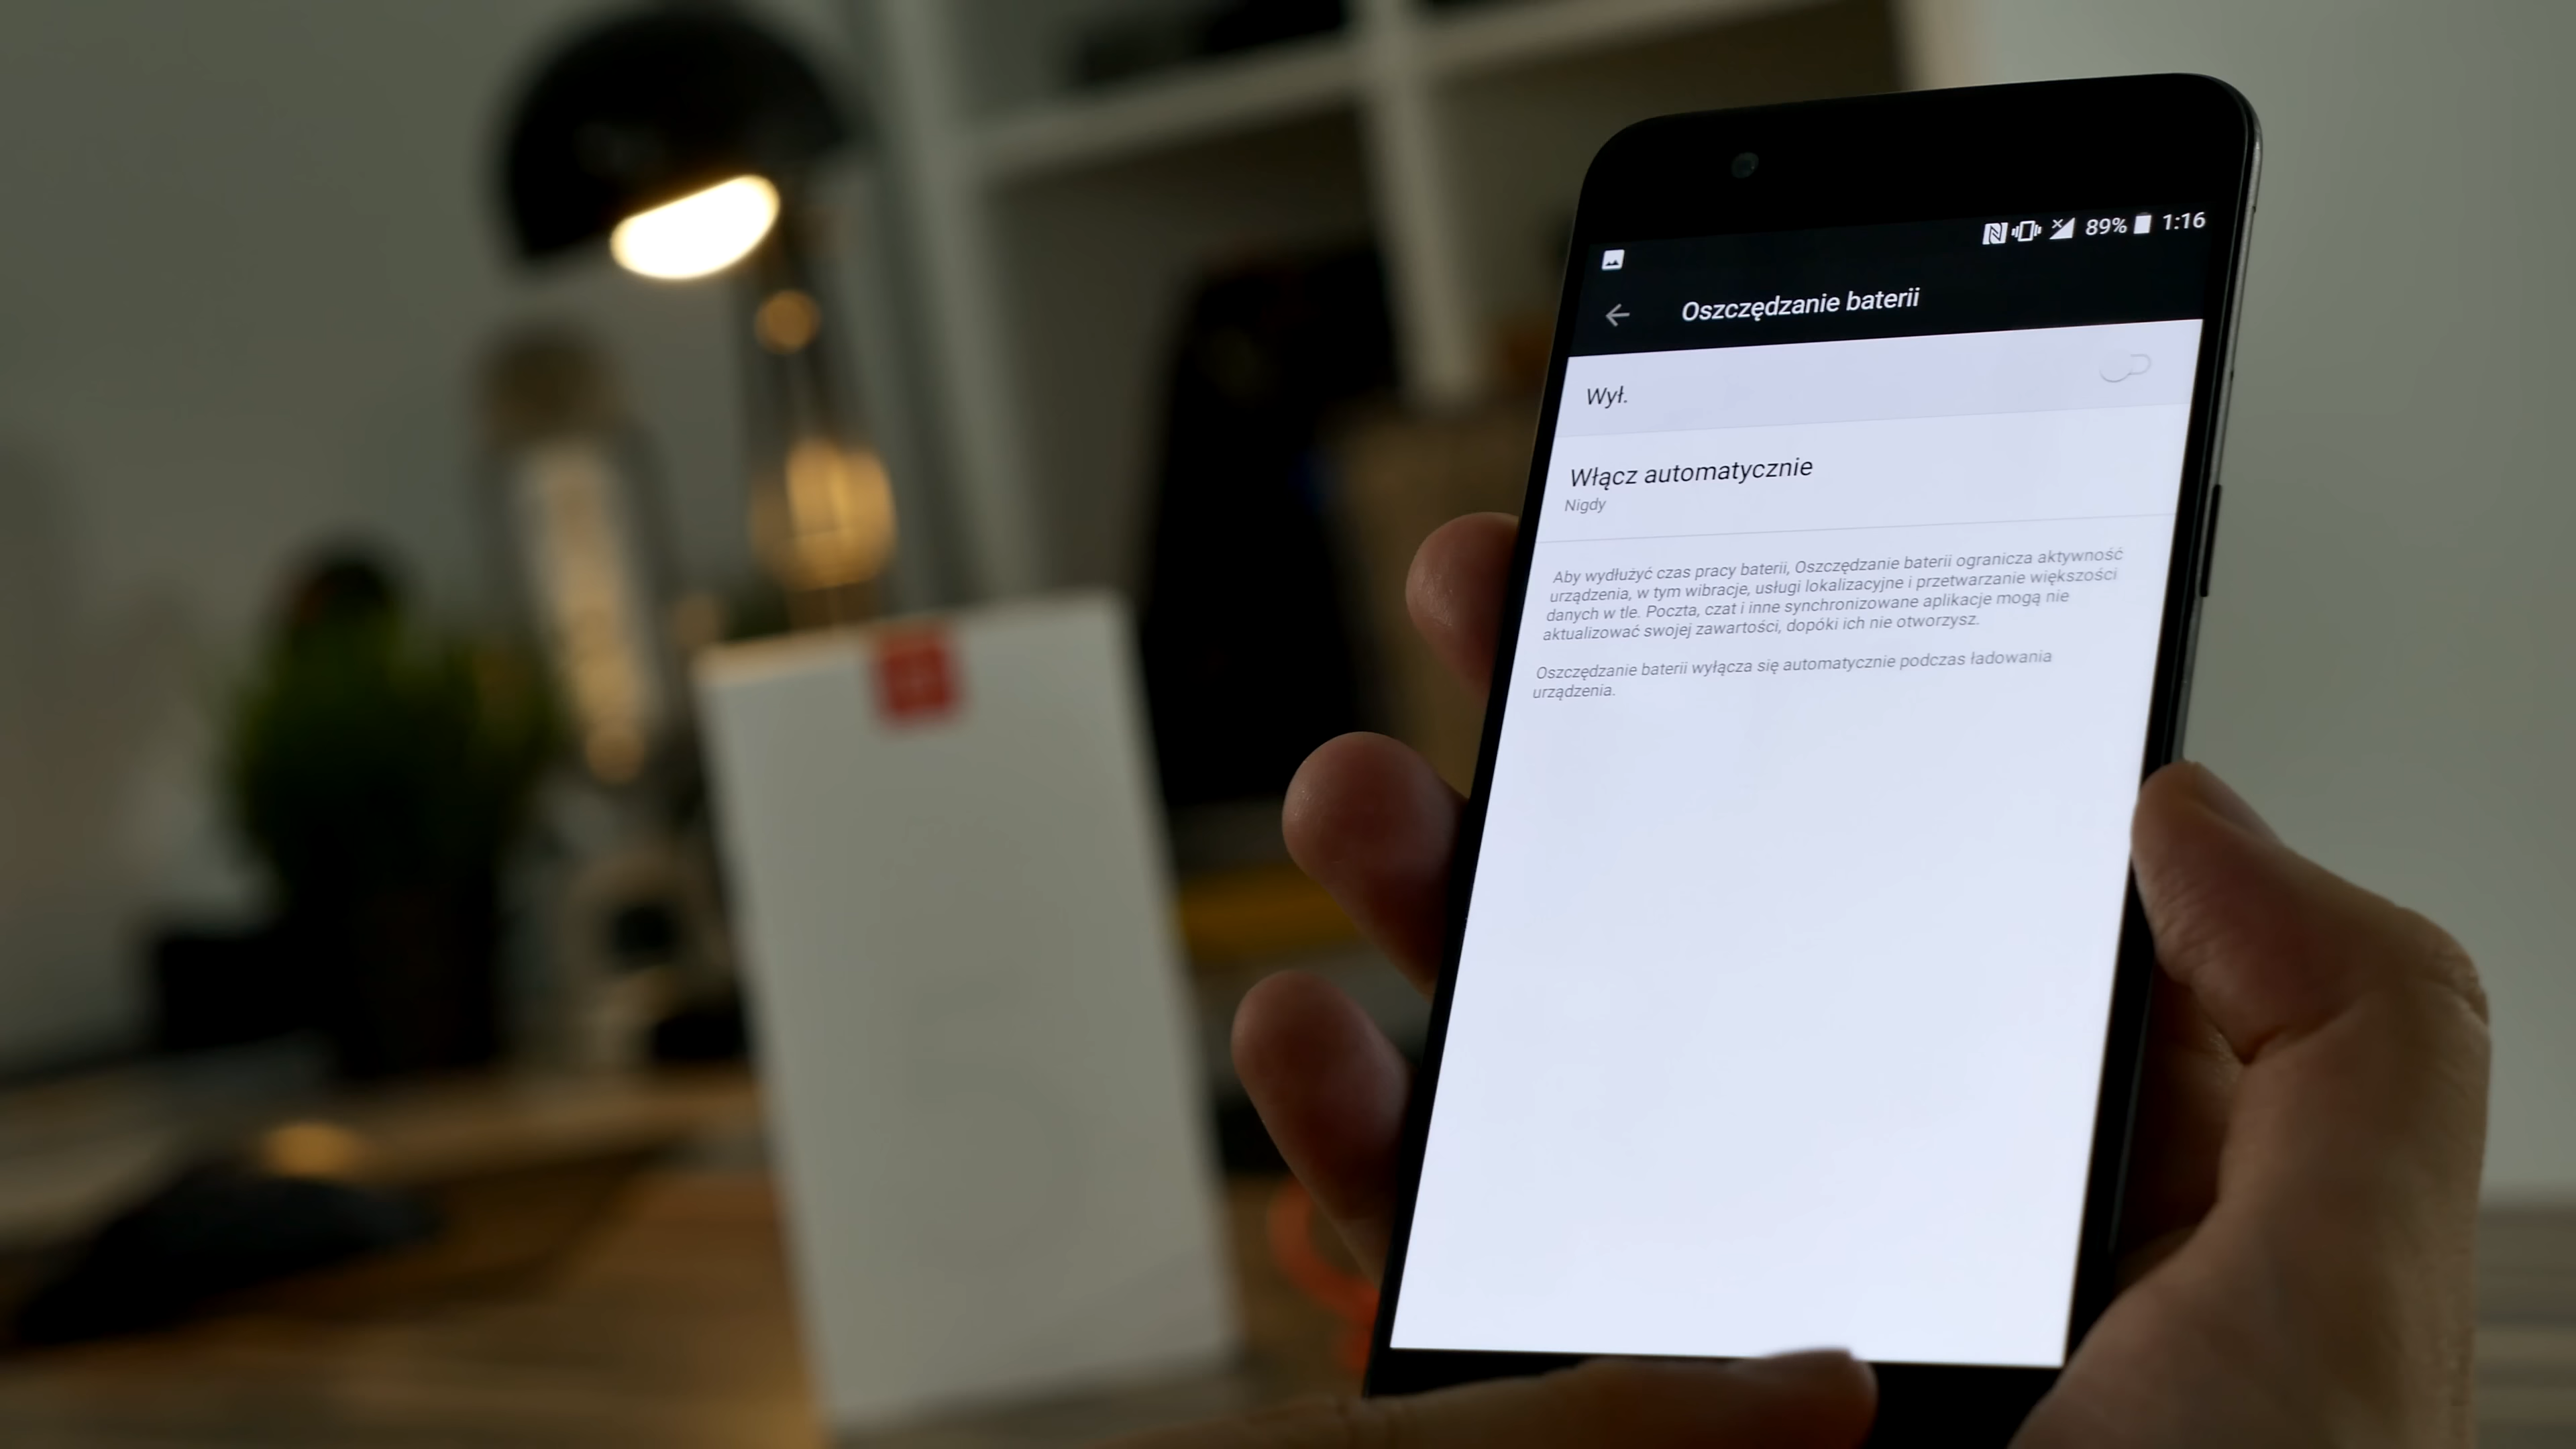 89% 1:16
Oszczędzanie baterii
Wył.
Włącz automatycznie
Nigdy
Aby wydłużyć czas pracy baterii, Oszczędzanie baterii ogranicza aktywność
urządzenia, w tym wibracje, usługi lokalizacyjne i przetwarzanie większości
danych w tle. Poczta, czat i inne synchronizowane aplikacje mogą nie
aktualizować swojej zawartości, dopóki ich nie otworzysz.
Oszczędzanie baterii wyłącza się automatycznie podczas ładowania
urządzenia.